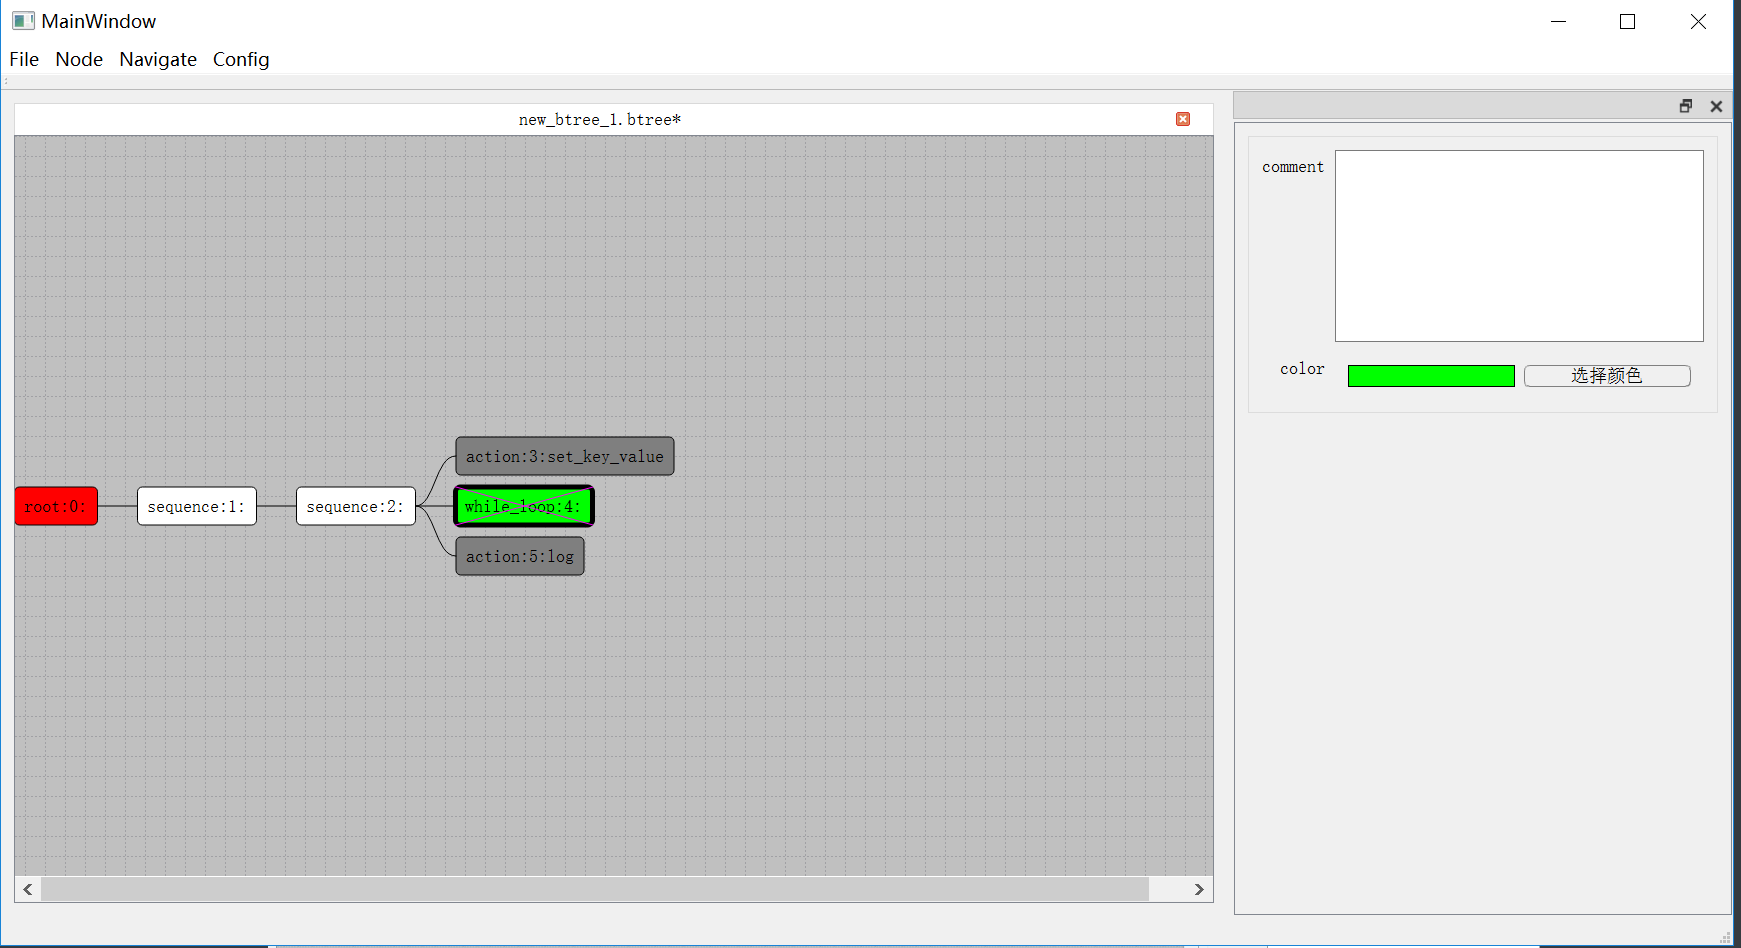 MainWindow
File Node Navigate Config
new_btree_1.btree*
comment
color 选择颜色
action:3:set_key_value
root:0: sequence:1: sequence:2: while_loop:4:
action:5:log